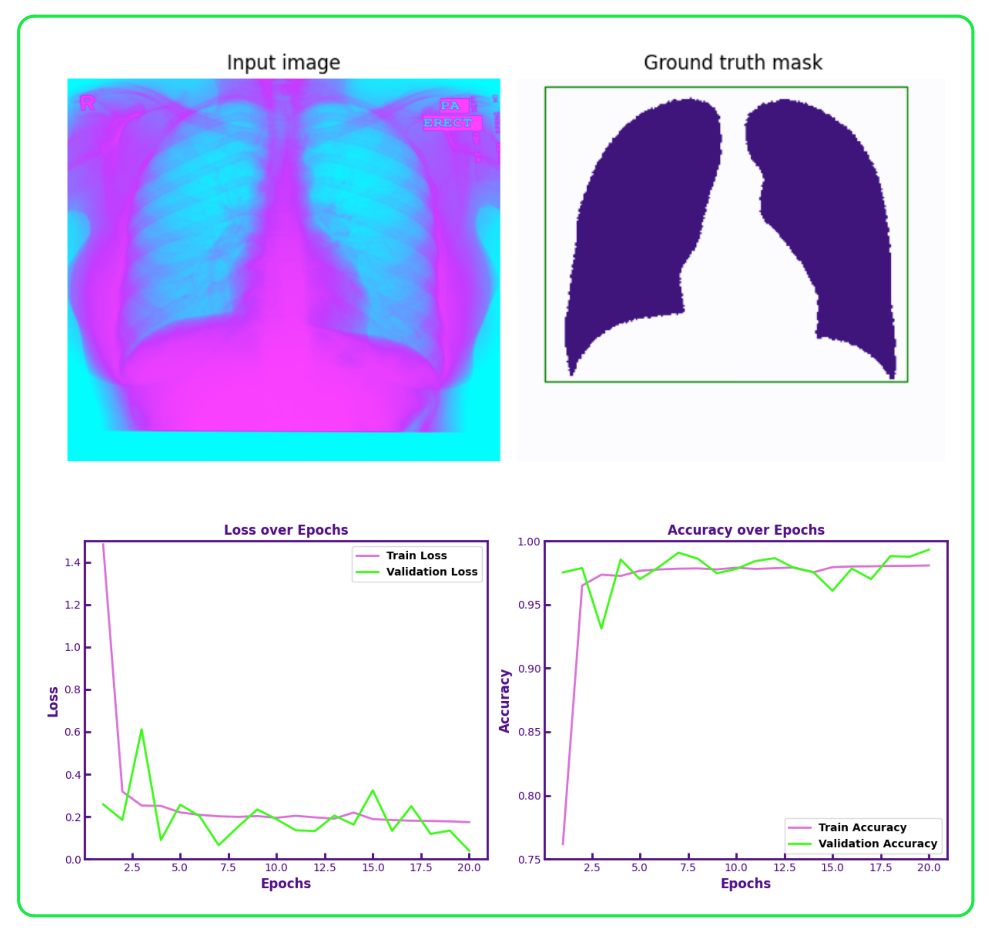 Input image
Ground truth mask
R
PA
ERECT
Loss over Epochs
Train Loss
Validation Loss
1.4
1.2
1.0
0.8
0.6
0.4
0.2
0.0
Loss
2.5 5.0 7.5 10.0 12.5 15.0 17.5 20.0
Epochs
Accuracy over Epochs
1.00
0.95
0.90
0.85
0.80
0.75
Accuracy
Train Accuracy
Validation Accuracy
2.5 5.0 7.5 10.0 12.5 15.0 17.5 20.0
Epochs